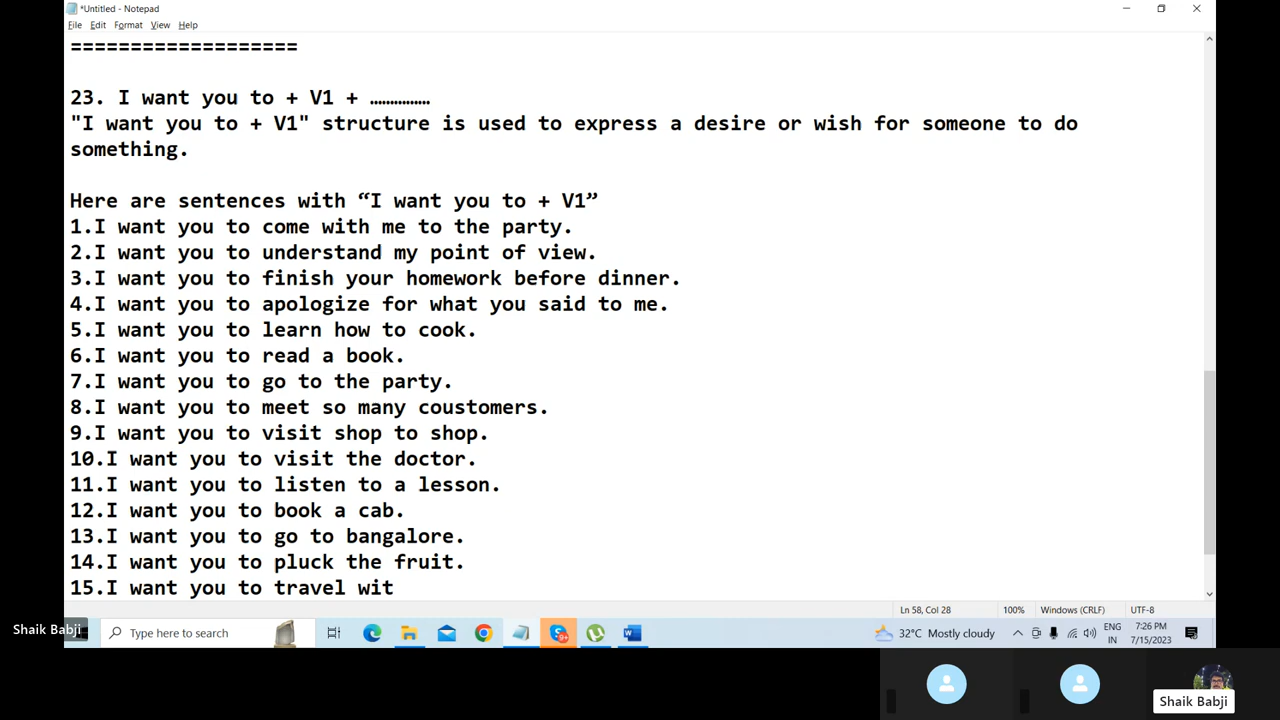 *Untitled - Notepad
File Edit Format View Help
===================
23. I want you to + V1 + ……………
"I want you to + V1" structure is used to express a desire or wish for someone to do
something.
Here are sentences with “I want you to + V1”
1.I want you to come with me to the party.
2.I want you to understand my point of view.
3.I want you to finish your homework before dinner.
4.I want you to apologize for what you said to me.
5.I want you to learn how to cook.
6.I want you to read a book.
7.I want you to go to the party.
8.I want you to meet so many coustomers.
9.I want you to visit shop to shop.
10.I want you to visit the doctor.
11.I want you to listen to a lesson.
12.I want you to book a cab.
13.I want you to go to bangalore.
14.I want you to pluck the fruit.
15.I want you to travel wit
Ln 58, Col 28 100% Windows (CRLF) UTF-8
Shaik Babji
Type here to search
32°C Mostly cloudy
ENG
IN
7:26 PM
7/15/2023
Shaik Babji